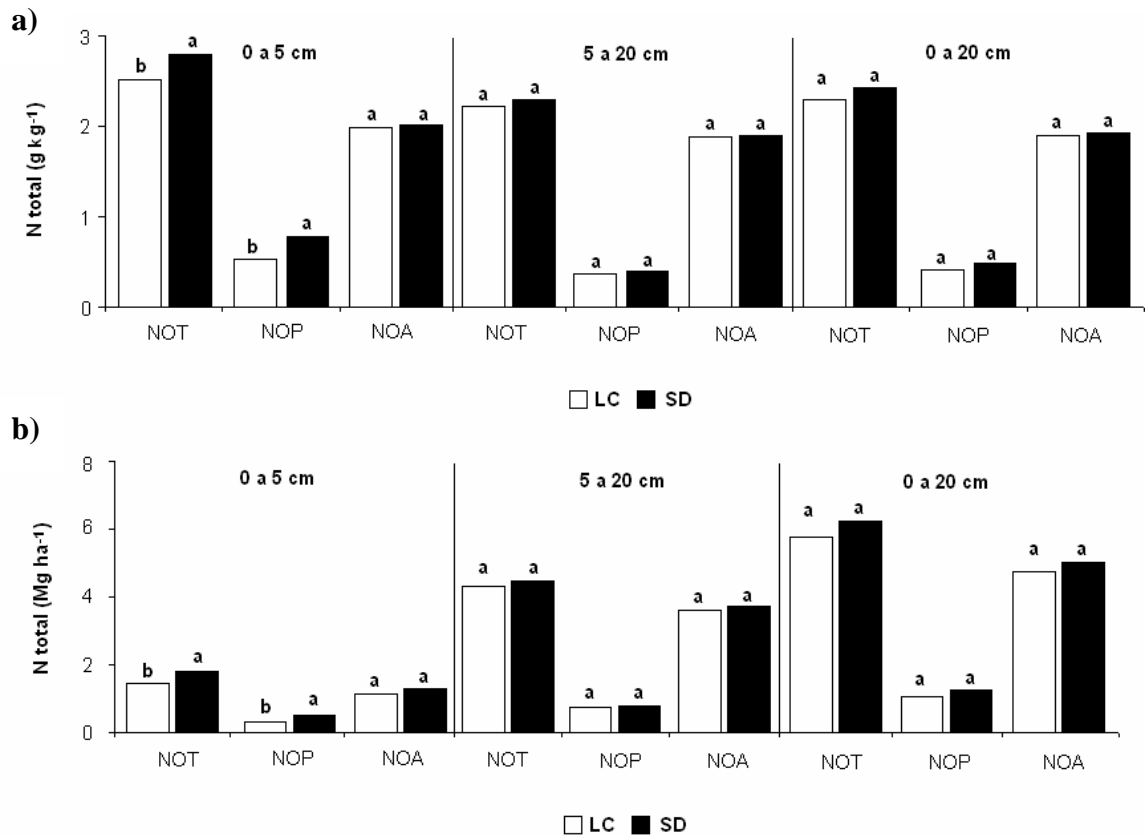 a)
3
2
1
0
N total (g kg-1)
0 a 5 cm
5 a 20 cm
0 a 20 cm
b a b a a a
a a a a a a
a a a a a a
NOT NOP NOA NOT NOP NOA NOT NOP NOA
LC SD
b)
8
6
4
2
0
N total (Mg ha-1)
0 a 5 cm
5 a 20 cm
0 a 20 cm
b a b a a a
a a a a a a
a a a a a a
NOT NOP NOA NOT NOP NOA NOT NOP NOA
LC SD